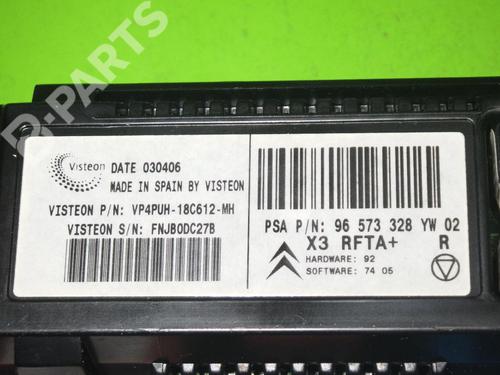 B-PARTS
Visteon
DATE 030406
MADE IN SPAIN BY VISTEON
VISTEON P/N: VP4PUH-18C612-MH
VISTEON S/N: FNJB0DC27B
PSA P/N: 96 573 328 YW 02
X3 RFTA+ R
HARDWARE: 92
SOFTWARE: 74 05